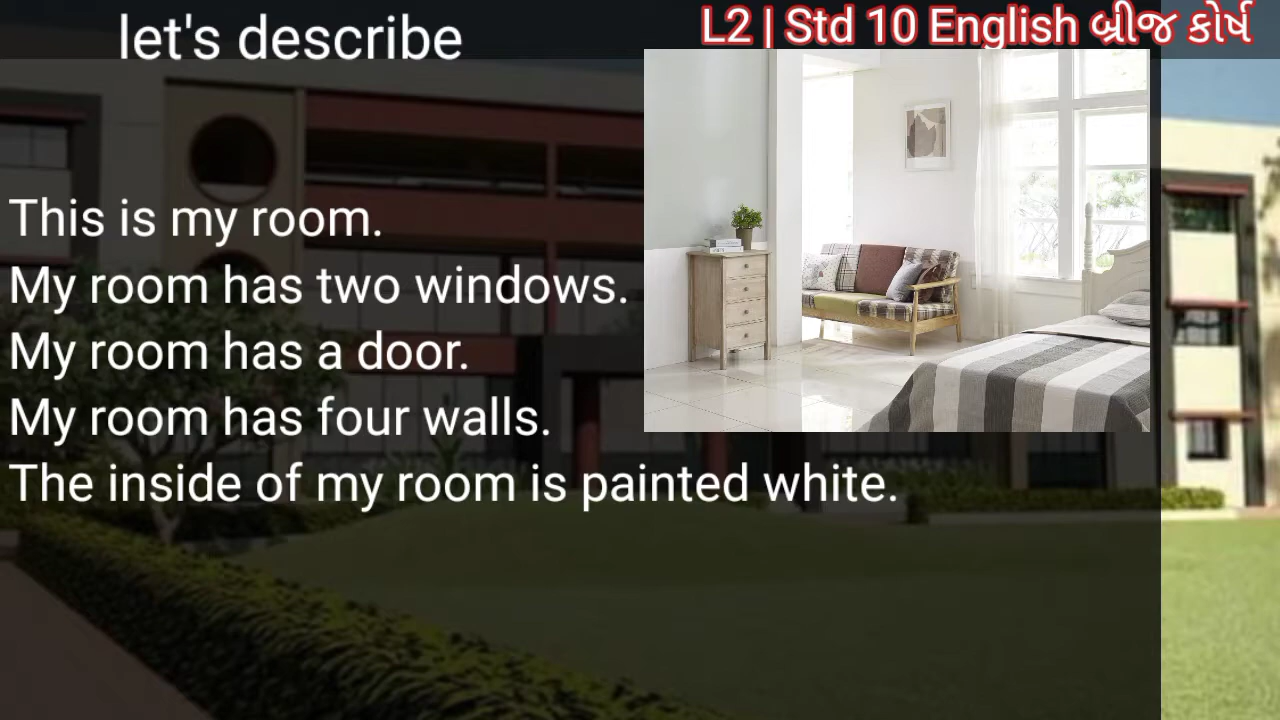 let's describe
L2 | Std 10 English બ્રીજ કોર્ષ
This is my room.
My room has two windows.
My room has a door.
My room has four walls.
The inside of my room is painted white.